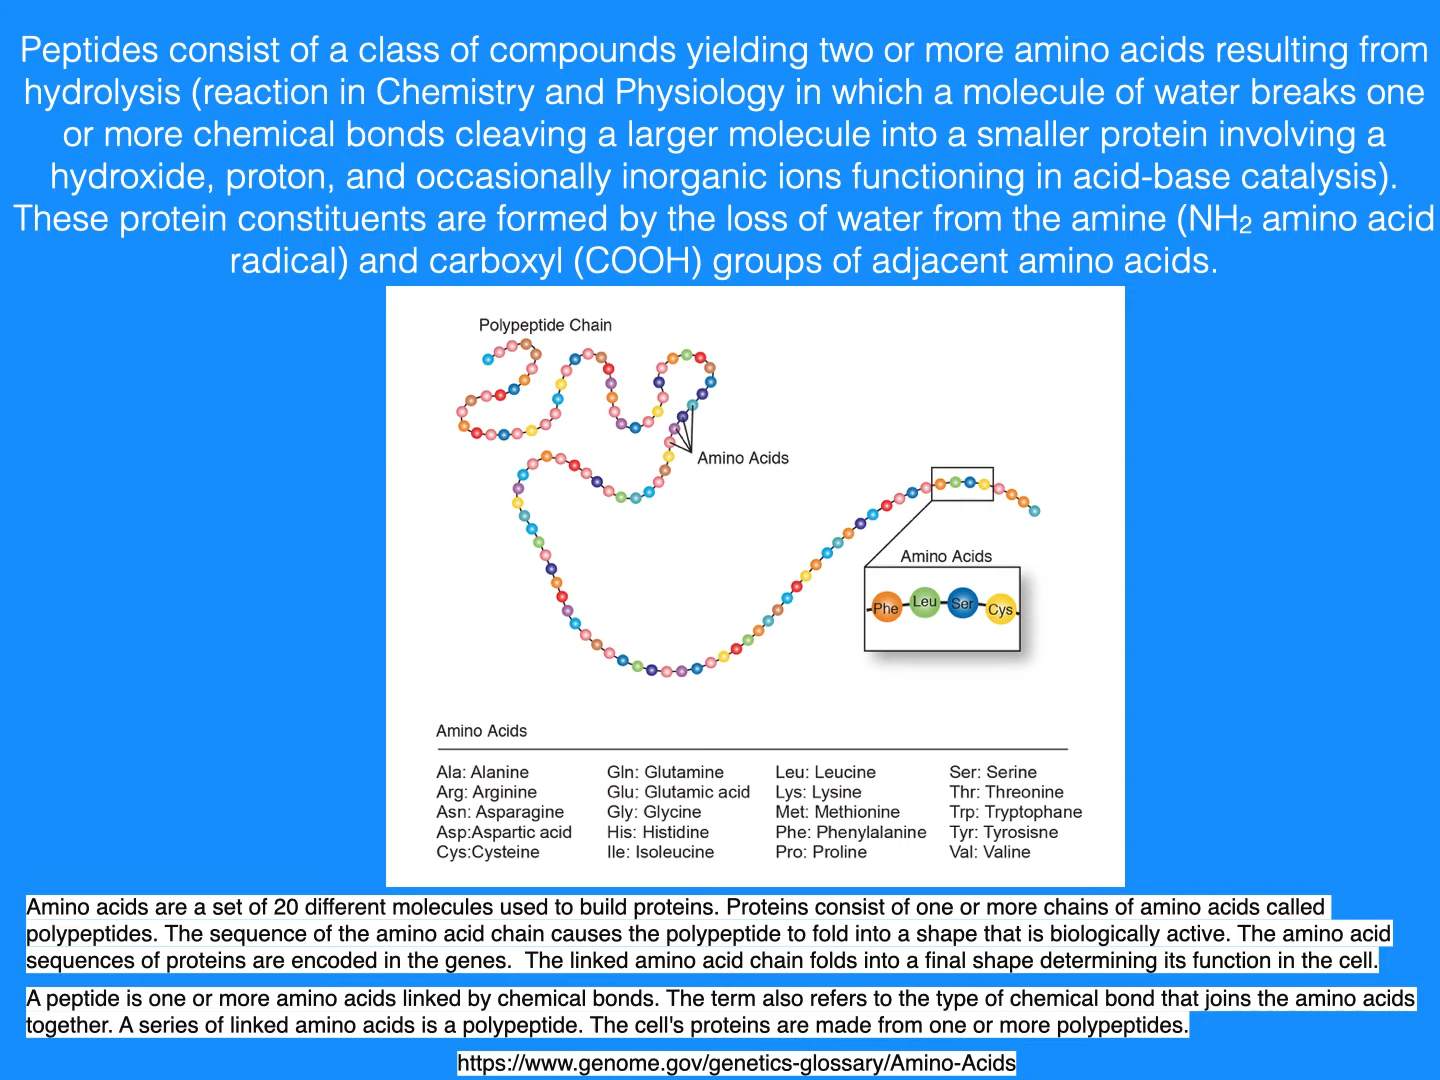 Peptides consist of a class of compounds yielding two or more amino acids resulting from
hydrolysis (reaction in Chemistry and Physiology in which a molecule of water breaks one
or more chemical bonds cleaving a larger molecule into a smaller protein involving a
hydroxide, proton, and occasionally inorganic ions functioning in acid-base catalysis).
These protein constituents are formed by the loss of water from the amine (NH2 amino acid
radical) and carboxyl (COOH) groups of adjacent amino acids.
Polypeptide Chain
Amino Acids
Amino Acids
Phe Leu Ser Cys
Amino Acids
Ala: Alanine Gln: Glutamine Leu: Leucine Ser: Serine
Arg: Arginine Glu: Glutamic acid Lys: Lysine Thr: Threonine
Asn: Asparagine Gly: Glycine Met: Methionine Trp: Tryptophane
Asp:Aspartic acid His: Histidine Phe: Phenylalanine Tyr: Tyrosisne
Cys:Cysteine Ile: Isoleucine Pro: Proline Val: Valine
Amino acids are a set of 20 different molecules used to build proteins. Proteins consist of one or more chains of amino acids called
polypeptides. The sequence of the amino acid chain causes the polypeptide to fold into a shape that is biologically active. The amino acid
sequences of proteins are encoded in the genes.  The linked amino acid chain folds into a final shape determining its function in the cell.
A peptide is one or more amino acids linked by chemical bonds. The term also refers to the type of chemical bond that joins the amino acids
together. A series of linked amino acids is a polypeptide. The cell's proteins are made from one or more polypeptides.
https://www.genome.gov/genetics-glossary/Amino-Acids